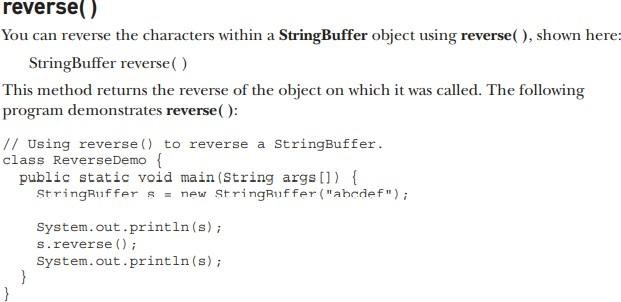 reverse( )
You can reverse the characters within a StringBuffer object using reverse( ), shown here:
StringBuffer reverse( )
This method returns the reverse of the object on which it was called. The following
program demonstrates reverse( ):
// Using reverse() to reverse a StringBuffer.
class ReverseDemo {
public static void main(String args[]) {
StringBuffer s = new StringBuffer("abcdef");
System.out.println(s);
s.reverse();
System.out.println(s);
}
}